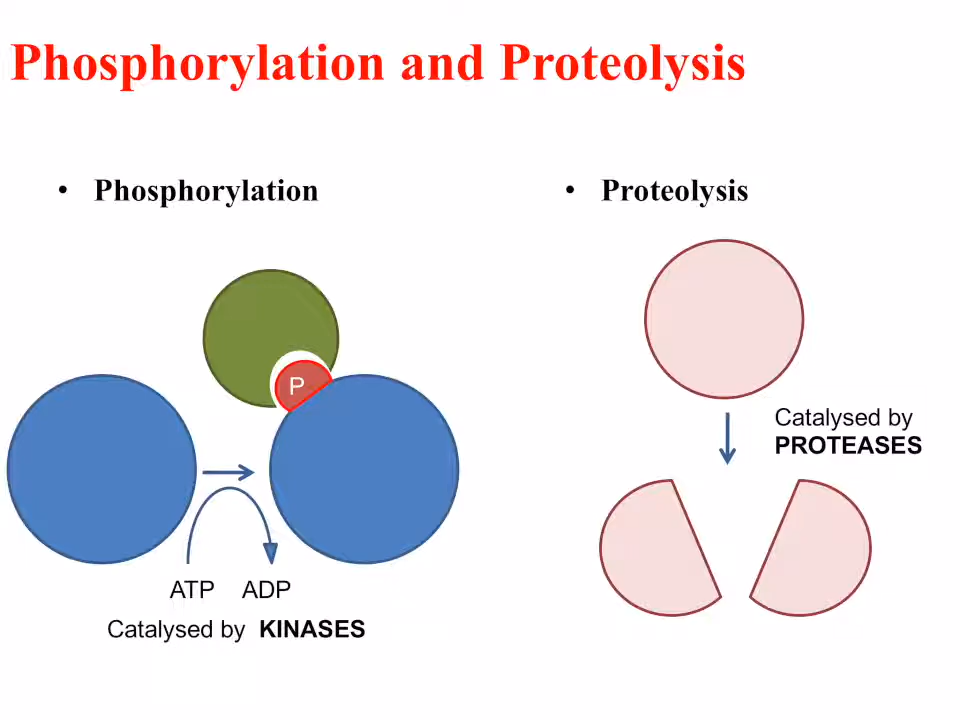 Phosphorylation and Proteolysis
• Phosphorylation
P
ATP ADP
Catalysed by KINASES
• Proteolysis
Catalysed by
PROTEASES